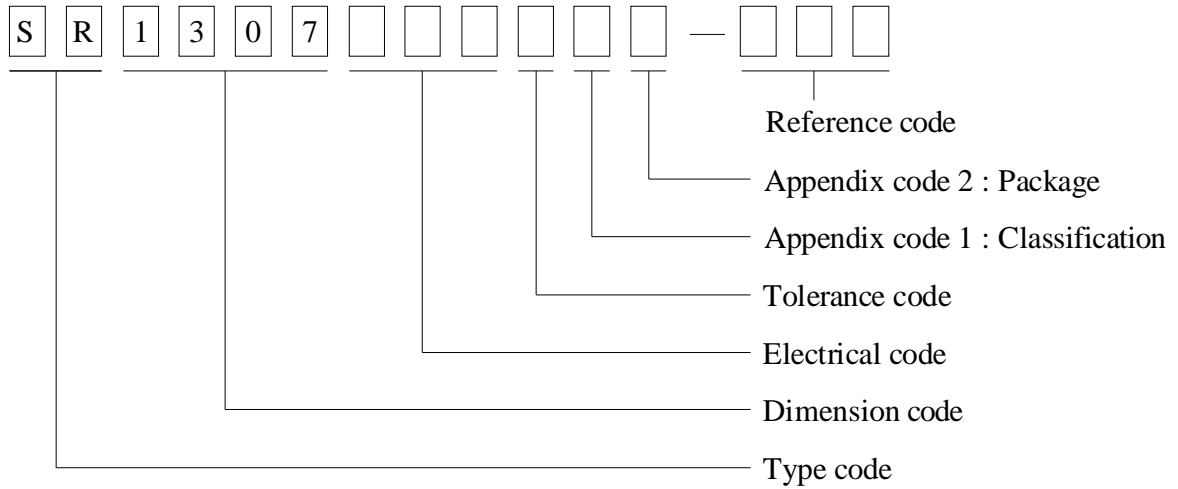 S R 1 3 0 7 —
Reference code
Appendix code 2 : Package
Appendix code 1 : Classification
Tolerance code
Electrical code
Dimension code
Type code